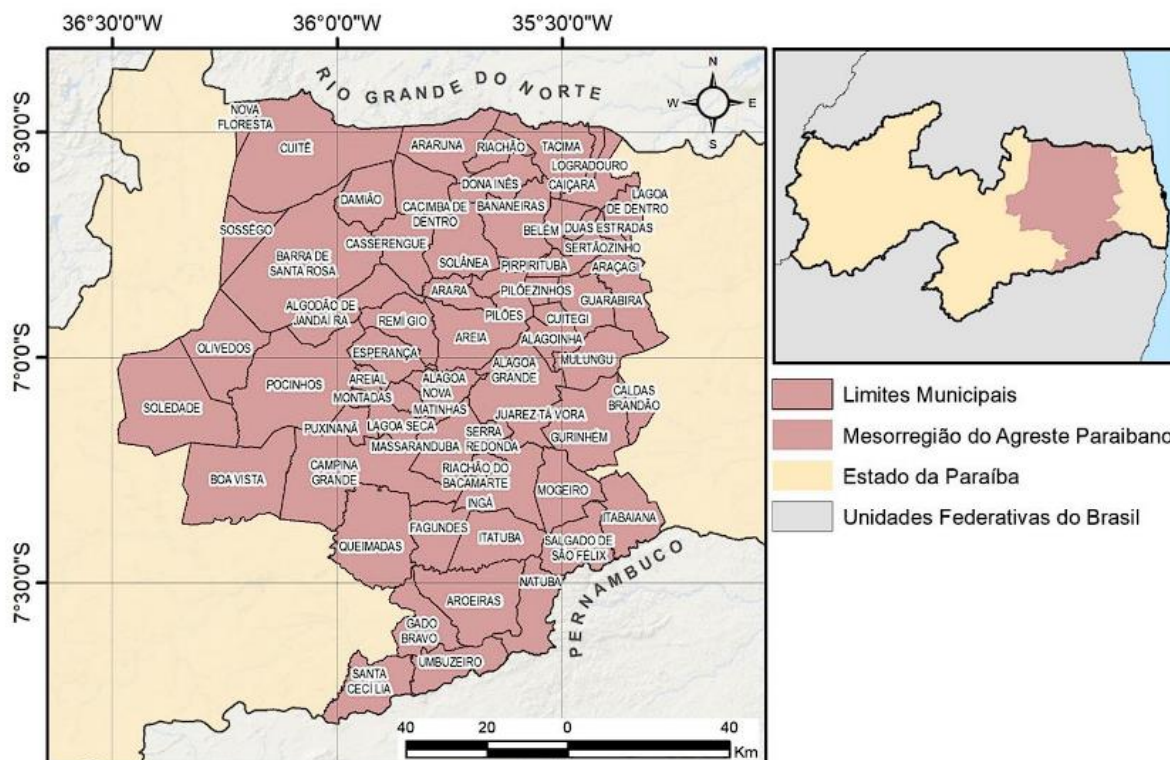 36°30'0"W
36°0'0"W
35°30'0"W
6°30'0"S
7°0'0"S
7°30'0"S
RIO GRANDE DO NORTE
N
W
E
S
NOVA
FLORESTA
CUITÉ
ARARUNA
RIACHÃO
TACIMA
LOGRADOURO
DAMIÃO
DONA INÊS
CAIÇARA
CACIMBA DE
DENTRO
BANANEIRAS
LAGOA
DE DENTRO
SOSSÊGO
CASSERENGUE
BELÉM
DUAS ESTRADAS
SERTÃOZINHO
BARRA DE
SANTA ROSA
SOLÂNEA
PIRPIRITUBA
ARAÇAGI
ARARA
PILÕEZINHOS
GUARABIRA
ALGODÃO DE
JANDAÍRA
REMÍGIO
PILÕES
CUITEGI
AREIA
ALAGOINHA
OLIVEDOS
ESPERANÇA
MULUNGU
POCINHOS
AREIAL
MONTADAS
ALAGOA
NOVA
ALAGOA
GRANDE
CALDAS
BRANDÃO
SOLEDADE
MATINHAS
JUAREZ TÁVORA
PUXINANÃ
LAGOA SECA
SERRA
REDONDA
GURINHÉM
MASSARANDUBA
BOA VISTA
CAMPINA
GRANDE
RIACHÃO DO
BACAMARTE
MOGEIRO
INGÁ
ITABAIANA
QUEIMADAS
FAGUNDES
ITATUBA
SALGADO DE
SÃO FÉLIX
NATUBA
PERNAMBUCO
AROEIRAS
GADO
BRAVO
UMBUZEIRO
SANTA
CECÍLIA
40
20
0
40
Km
Limites Municipais
Mesorregião do Agreste Paraibano
Estado da Paraíba
Unidades Federativas do Brasil